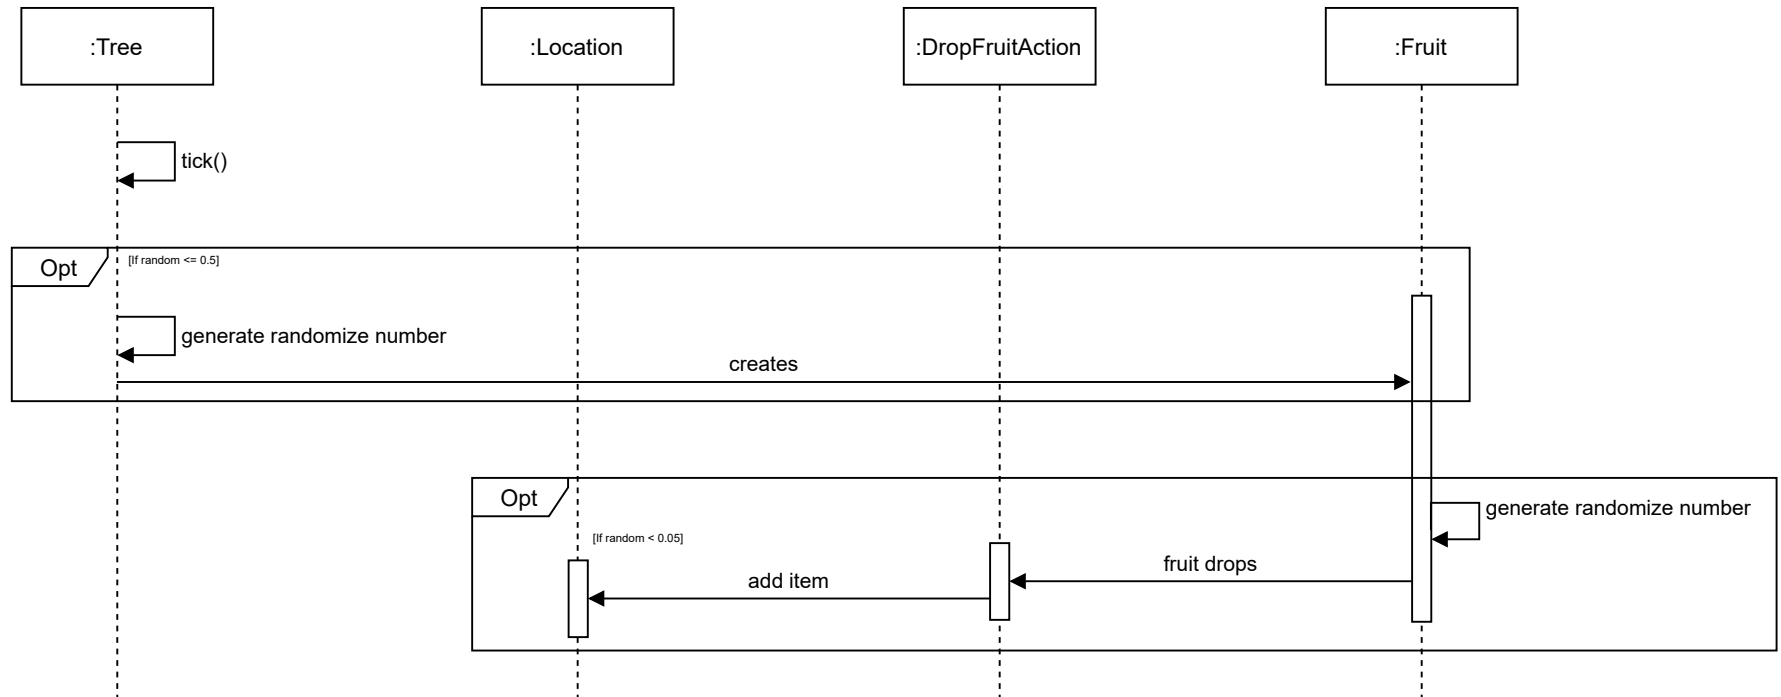 :Tree
:Location
:DropFruitAction
:Fruit
tick()
Opt
[If random <= 0.5]
generate randomize number
creates
Opt
generate randomize number
[If random < 0.05]
fruit drops
add item